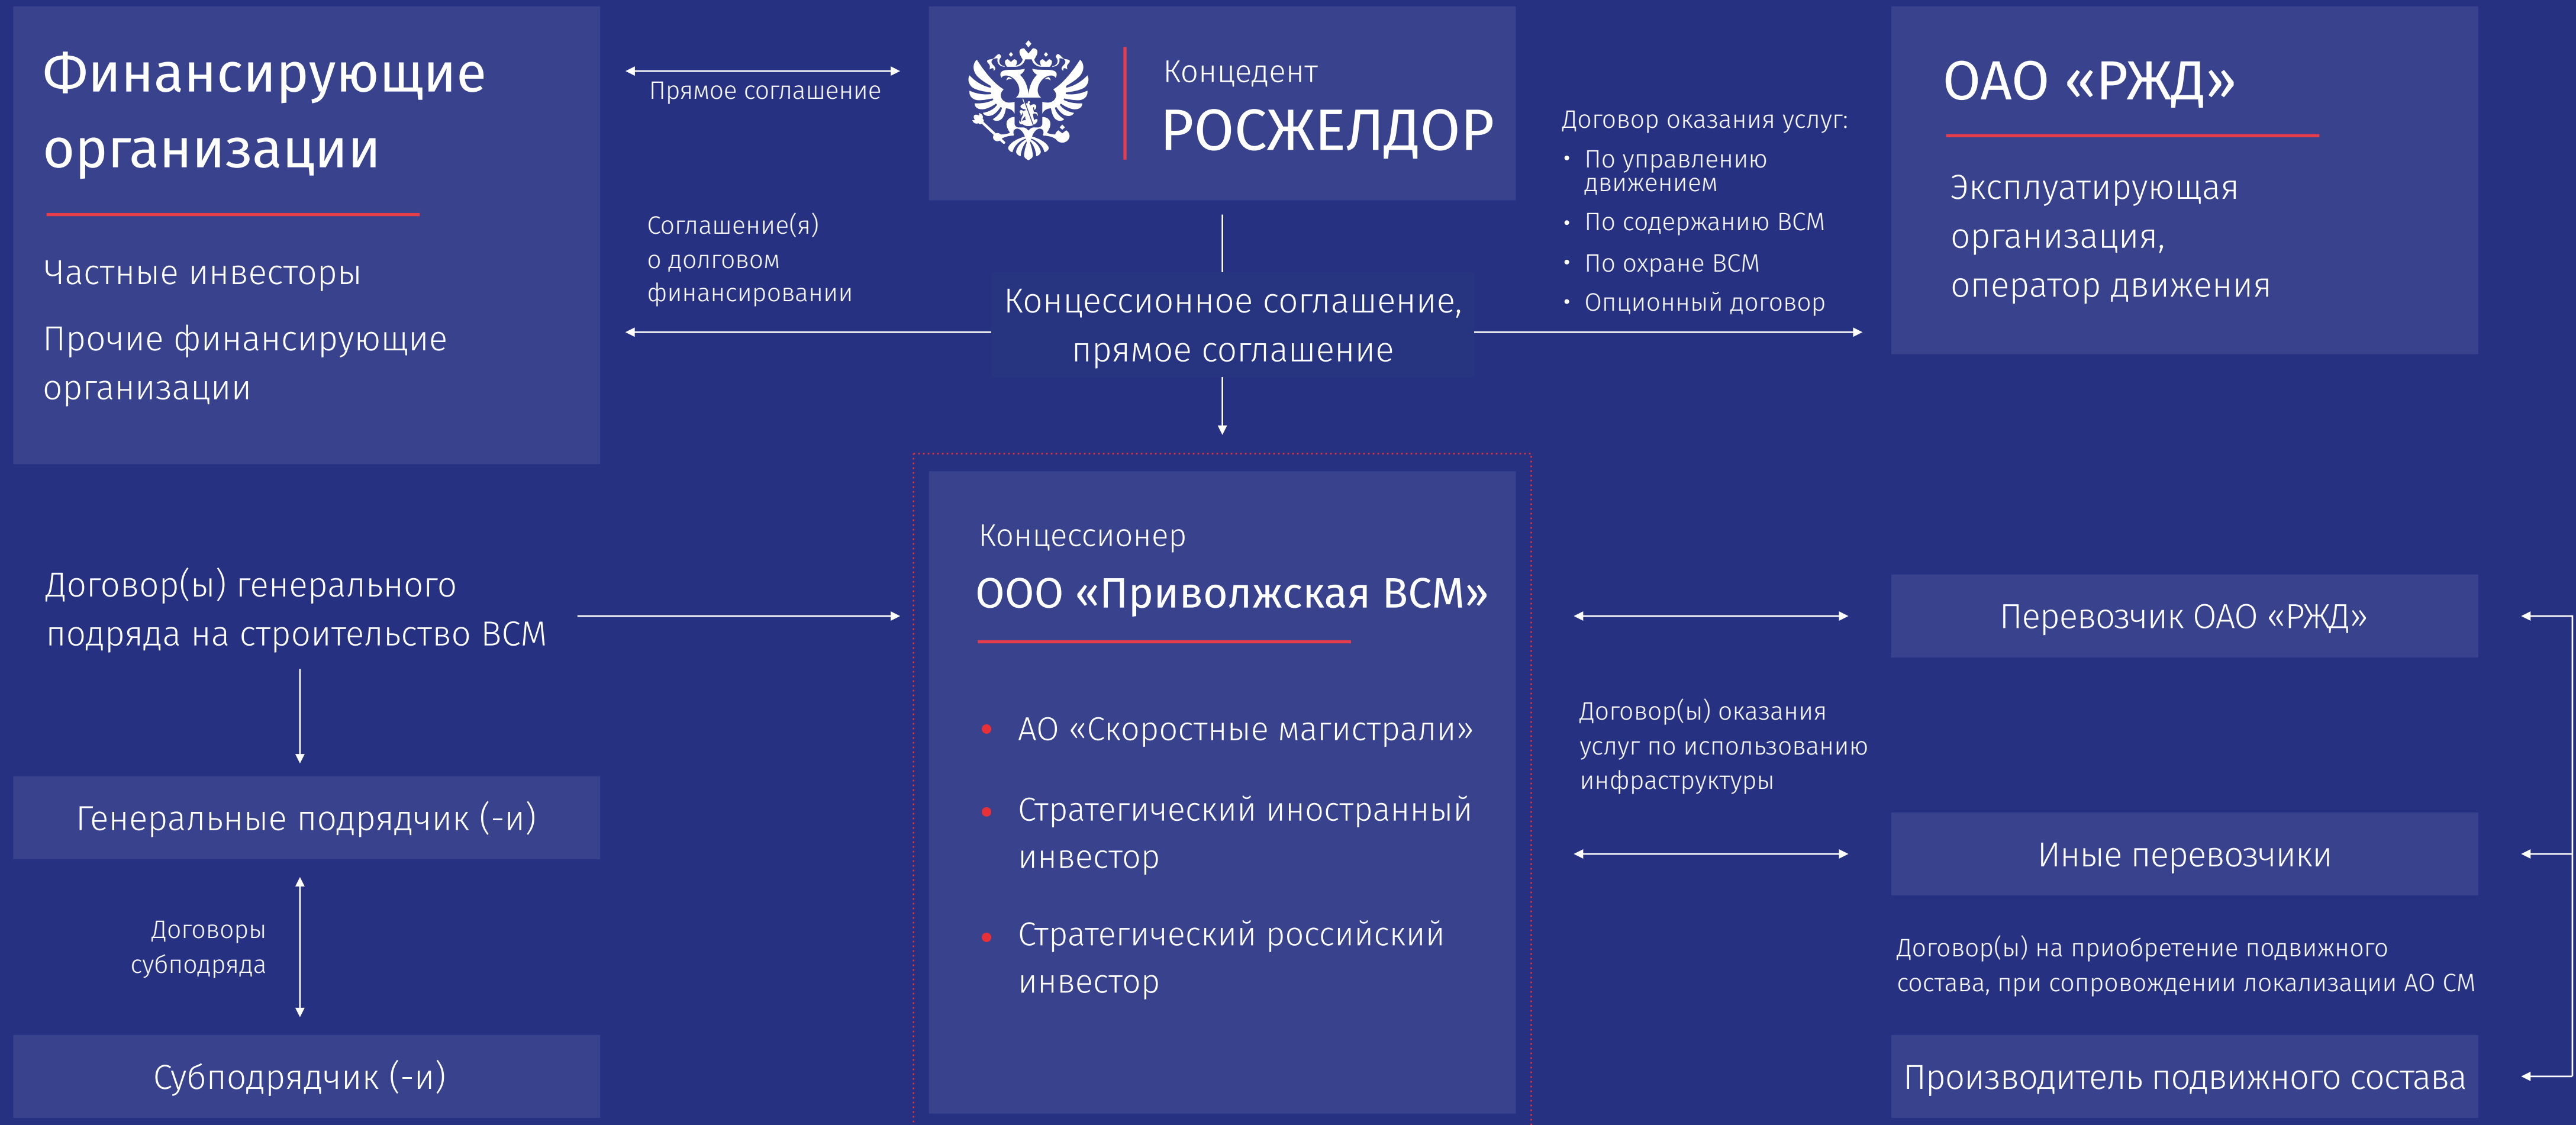 Финансирующие
организации
Частные инвесторы
Прочие финансирующие
организации
Прямое соглашение
Соглашение(я)
о долговом
финансировании
Концедент
РОСЖЕЛДОР
Концессионное соглашение,
прямое соглашение
Договор оказания услуг:
• По управлению
движением
• По содержанию ВСМ
• По охране ВСМ
• Опционный договор
ОАО «РЖД»
Эксплуатирующая
организация,
оператор движения
Договор(ы) генерального
подряда на строительство ВСМ
Генеральные подрядчик (-и)
Договоры
субподряда
Субподрядчик (-и)
Концессионер
ООО «Приволжская ВСМ»
• АО «Скоростные магистрали»
• Стратегический иностранный
инвестор
• Стратегический российский
инвестор
Перевозчик ОАО «РЖД»
Договор(ы) оказания
услуг по использованию
инфраструктуры
Иные перевозчики
Договор(ы) на приобретение подвижного
состава, при сопровождении локализации АО СМ
Производитель подвижного состава